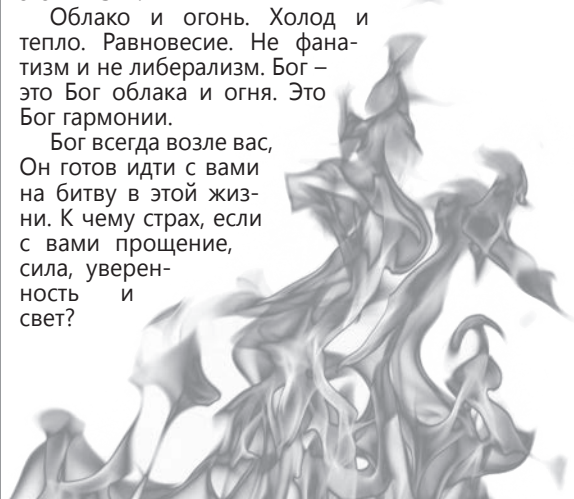 Облако и огонь. Холод и
тепло. Равновесие. Не фана-
тизм и не либерализм. Бог –
это Бог облака и огня. Это
Бог гармонии.
Бог всегда возле вас,
Он готов идти с вами
на битву в этой жиз-
ни. К чему страх, если
с вами прощение,
сила, уверен-
ность и
свет?